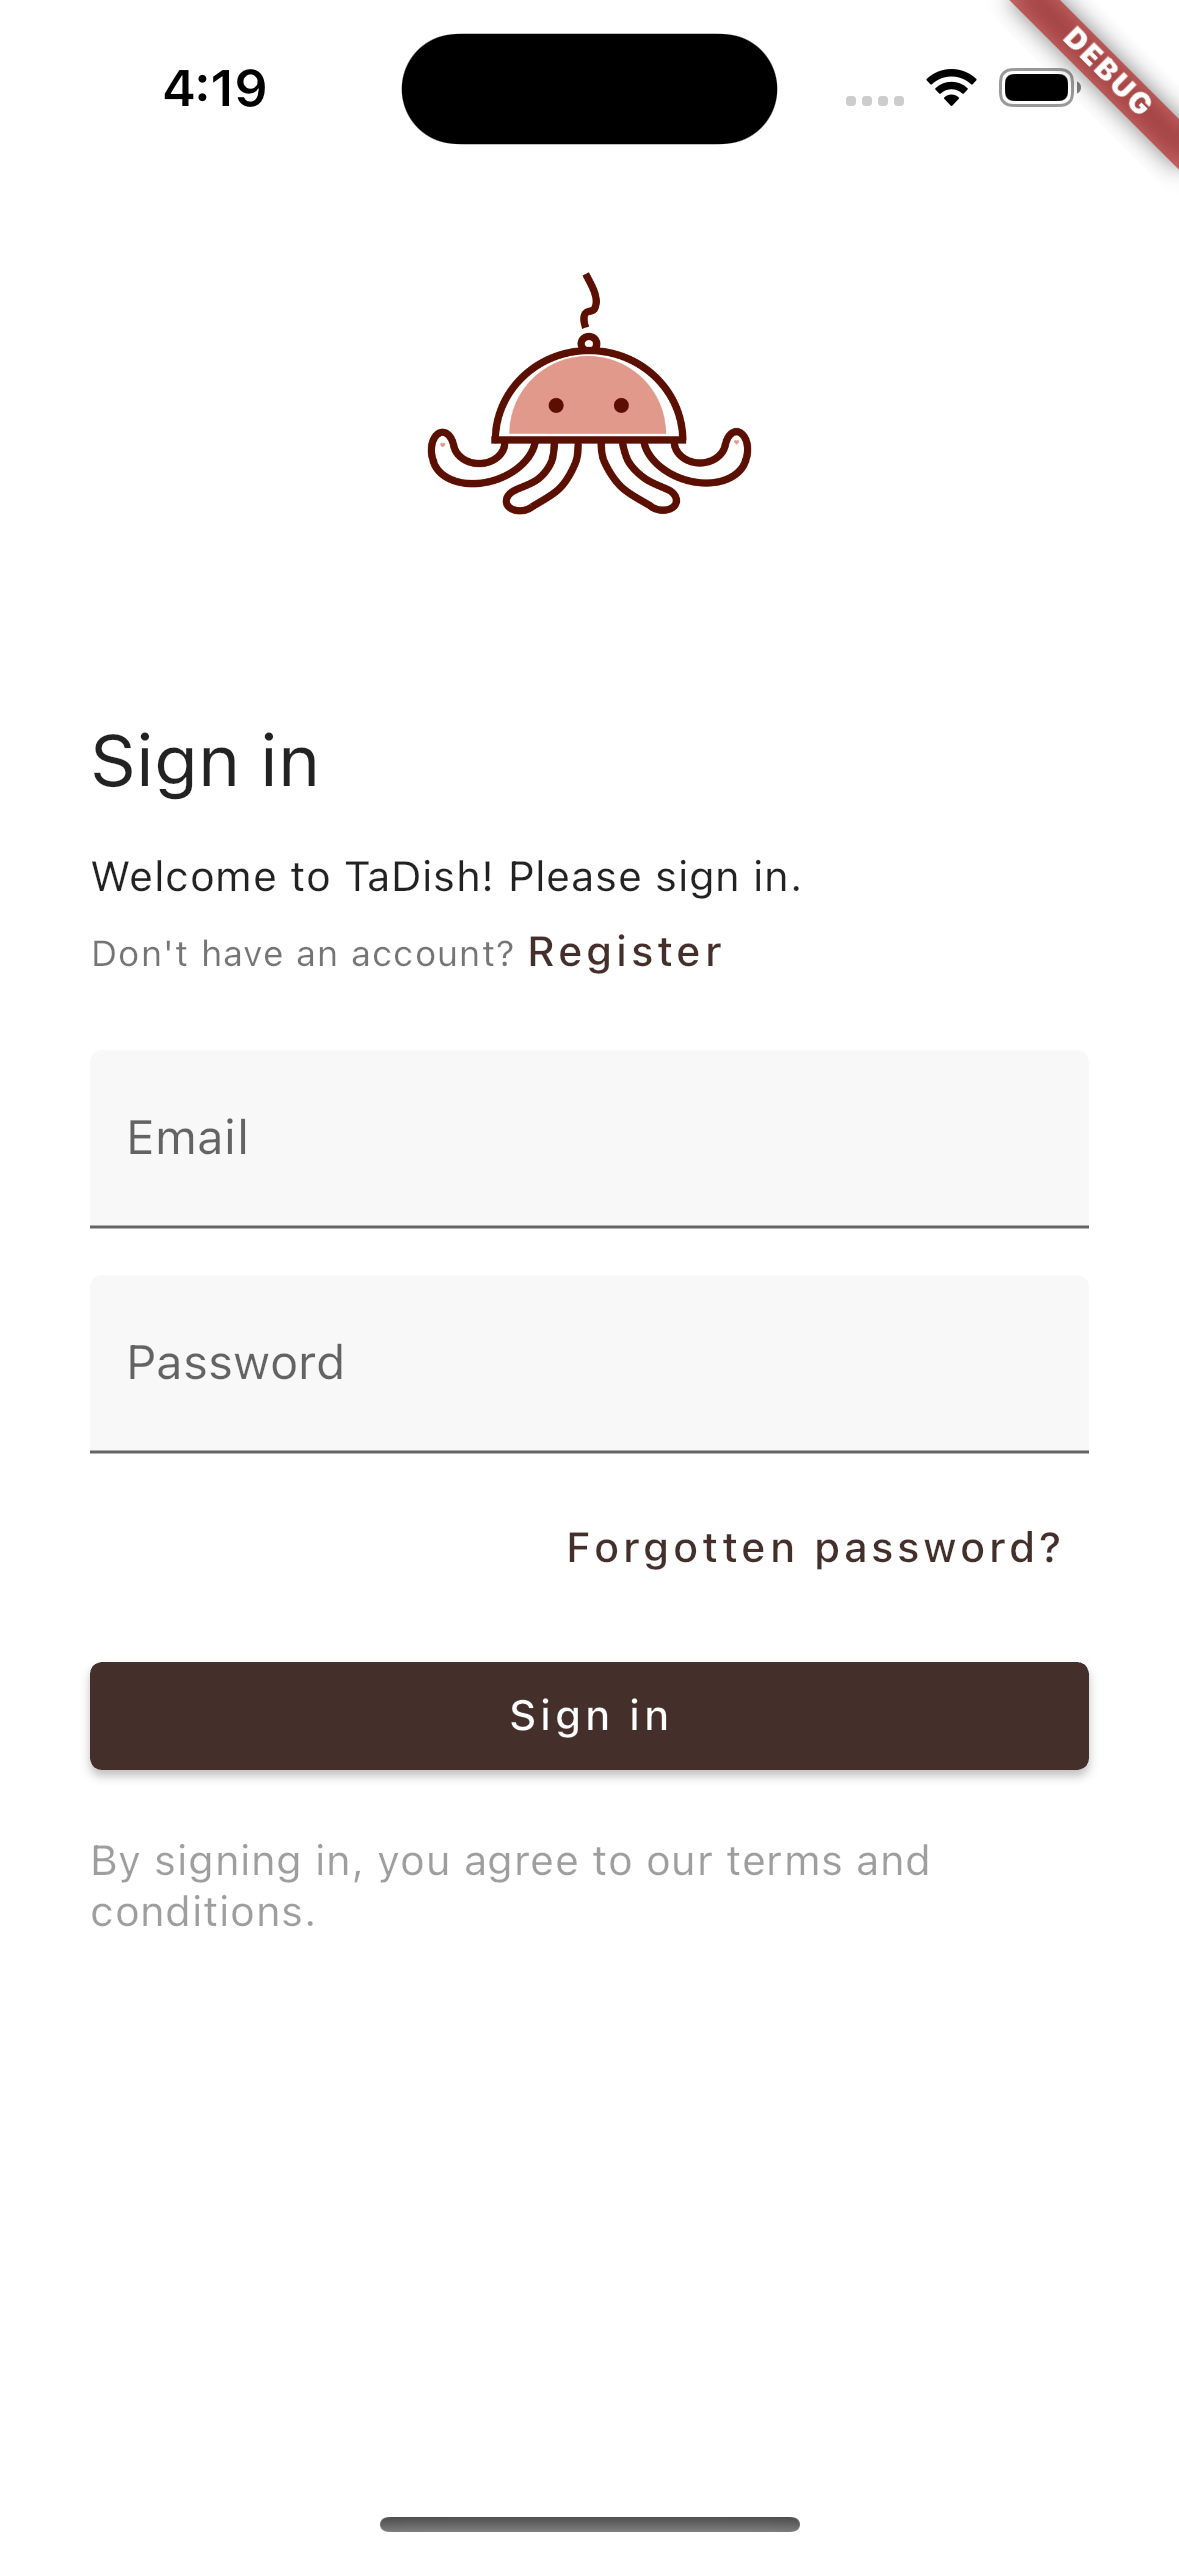 4:19
DEBUG
Sign in
Welcome to TaDish! Please sign in.
Don't have an account? Register
Email
Password
Forgotten password?
Sign in
By signing in, you agree to our terms and
conditions.